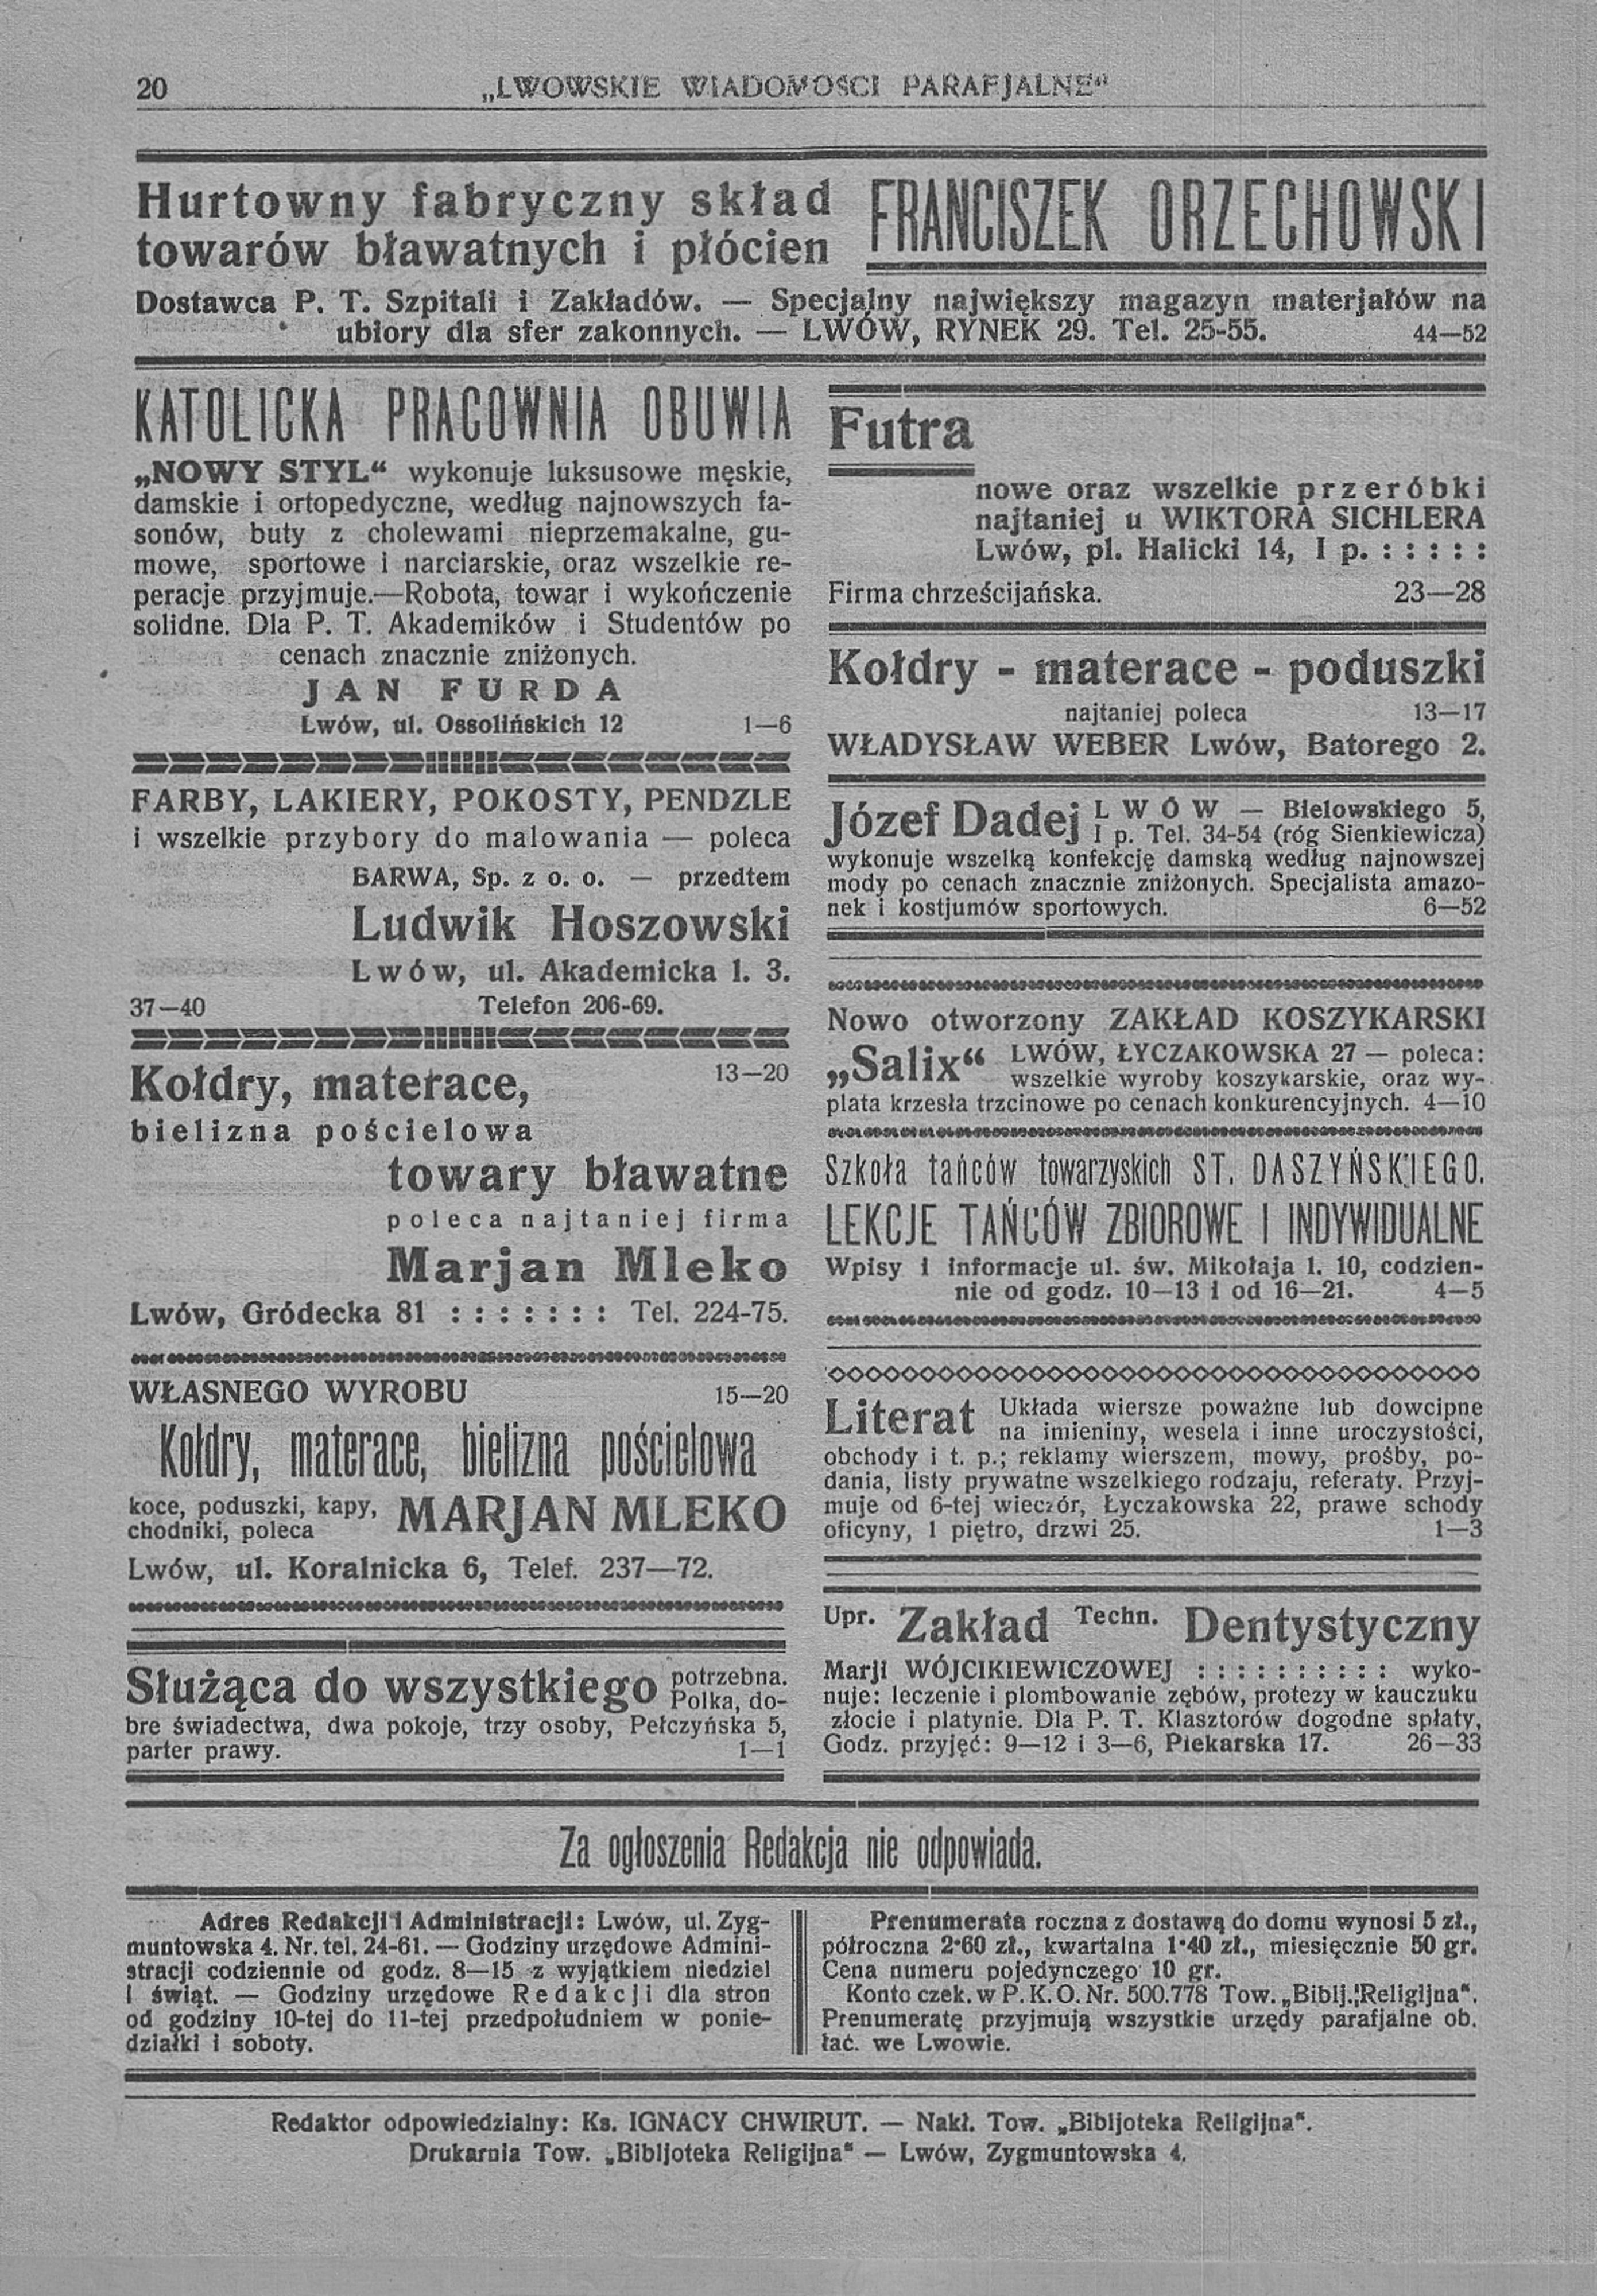 20
„LWOWSKIE WIADOMOŚCI PARAFJALNE“
Hurtowny fabryczny skład
towarów bławatnych i płócien
FRANCISZEK ORZECHOWSKI
Dostawca P. T. Szpitali i Zakładów. — Specjalny największy magazyn materjałów na
ubiory dla sfer zakonnych. — LWÓW, RYNEK 29. Tel. 25-55. 44—52
KATOLICKA PRACOWNIA OBUWIA
„NOWY STYL“ wykonuje luksusowe męskie,
damskie i ortopedyczne, według najnowszych fa-
sonów, buty z cholewami nieprzemakalne, gu-
mowe, sportowe i narciarskie, oraz wszelkie re-
peracje przyjmuje.—Robota, towar i wykończenie
solidne. Dla P. T. Akademików i Studentów po
cenach znacznie zniżonych.
JAN FURDA
Lwów, ul. Ossolińskich 12 1—6
FARBY, LAKIERY, POKOSTY, PENDZLE
i wszelkie przybory do malowania — poleca
BARWA, Sp. z o. o. — przedtem
Ludwik Hoszowski
Lwów, ul. Akademicka l. 3.
37—40 Telefon 206-69.
Kołdry, materace, 13—20
bielizna pościelowa
towary bławatne
poleca najtaniej firma
Marjan Mleko
Lwów, Gródecka 81 : : : : : : : Tel. 224-75.
WŁASNEGO WYROBU 15—20
Kołdry, materace, bielizna pościelowa
koce, poduszki, kapy,
chodniki, poleca
MARJAN MLEKO
Lwów, ul. Koralnicka 6, Telef. 237—72.
Służąca do wszystkiego potrzebna.
Polka, do-
bre świadectwa, dwa pokoje, trzy osoby, Pełczyńska 5,
parter prawy. 1—1
Futra
nowe oraz wszelkie przeróbki
najtaniej u WIKTORA SICHLERA
Lwów, pl. Halicki 14, I p. : : : : :
Firma chrześcijańska. 23—28
Kołdry - materace - poduszki
najtaniej poleca 13—17
WŁADYSŁAW WEBER Lwów, Batorego 2.
Józef Dadej LWÓW — Bielowskiego 5,
I p. Tel. 34-54 (róg Sienkiewicza)
wykonuje wszelką konfekcję damską według najnowszej
mody po cenach znacznie zniżonych. Specjalista amazo-
nek i kostjumów sportowych. 6—52
Nowo otworzony ZAKŁAD KOSZYKARSKI
„Salix“ LWÓW, ŁYCZAKOWSKA 27 — poleca:
wszelkie wyroby koszykarskie, oraz wy-
plata krzesła trzcinowe po cenach konkurencyjnych. 4—10
Szkoła tańców towarzyskich ST. DASZYŃSKIEGO.
LEKCJE TAŃCÓW ZBIOROWE I INDYWIDUALNE
Wpisy i informacje ul. św. Mikołaja l. 10, codzien-
nie od godz. 10—13 i od 16—21. 4—5
Literat Układa wiersze poważne lub dowcipne
na imieniny, wesela i inne uroczystości,
obchody i t. p.; reklamy wierszem, mowy, prośby, po-
dania, listy prywatne wszelkiego rodzaju, referaty. Przyj-
muje od 6-tej wieczór, Łyczakowska 22, prawe schody
oficyny, 1 piętro, drzwi 25. 1—3
Upr. Zakład Techn. Dentystyczny
Marji WÓJCIKIEWICZOWEJ : : : : : : : : : : wyko-
nuje: leczenie i plombowanie zębów, protezy w kauczuku
złocie i platynie. Dla P. T. Klasztorów dogodne spłaty,
Godz. przyjęć: 9—12 i 3—6, Piekarska 17. 26—33
Za ogłoszenia Redakcja nie odpowiada.
Adres Redakcji i Administracji: Lwów, ul. Zyg-
muntowska 4. Nr. tel. 24-61. — Godziny urzędowe Admini-
stracji codziennie od godz. 8—15 z wyjątkiem niedziel
i świąt. — Godziny urzędowe Redakcji dla stron
od godziny 10-tej do 11-tej przedpołudniem w ponie-
działki i soboty.
Prenumerata roczna z dostawą do domu wynosi 5 zł.,
półroczna 2·60 zł., kwartalna 1·40 zł., miesięcznie 50 gr.
Cena numeru pojedynczego 10 gr.
Konto czek. w P. K. O. Nr. 500.778 Tow. „Biblj. Religijna“.
Prenumeratę przyjmują wszystkie urzędy parafjalne ob.
łać. we Lwowie.
Redaktor odpowiedzialny: Ks. IGNACY CHWIRUT. — Nakł. Tow. „Bibljoteka Religijna“.
Drukarnia Tow. „Bibljoteka Religijna“ — Lwów, Zygmuntowska 4.